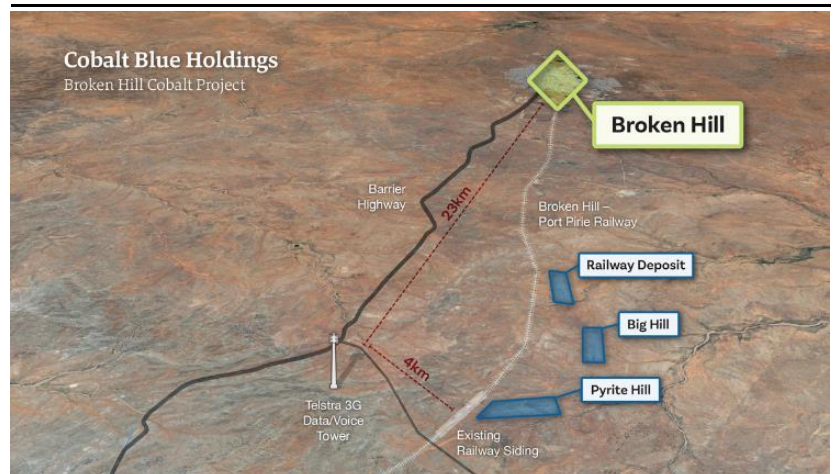 Cobalt Blue Holdings
Broken Hill Cobalt Project
Broken Hill
Barrier
Highway
23km
Broken Hill –
Port Pirie Railway
Railway Deposit
Big Hill
4km
Pyrite Hill
Telstra 3G
Data/Voice
Tower
Existing
Railway Siding